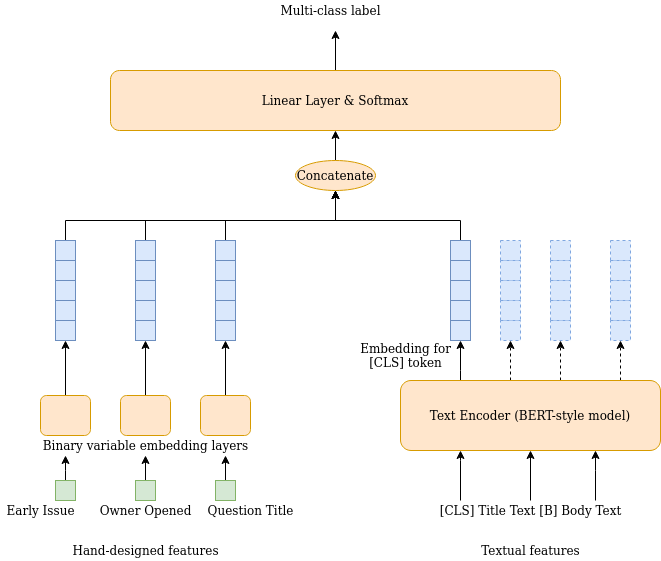 Multi-class label
Linear Layer & Softmax
Concatenate
Embedding for
[CLS] token
Text Encoder (BERT-style model)
Binary variable embedding layers
Early Issue
Owner Opened
Question Title
[CLS] Title Text [B] Body Text
Hand-designed features
Textual features